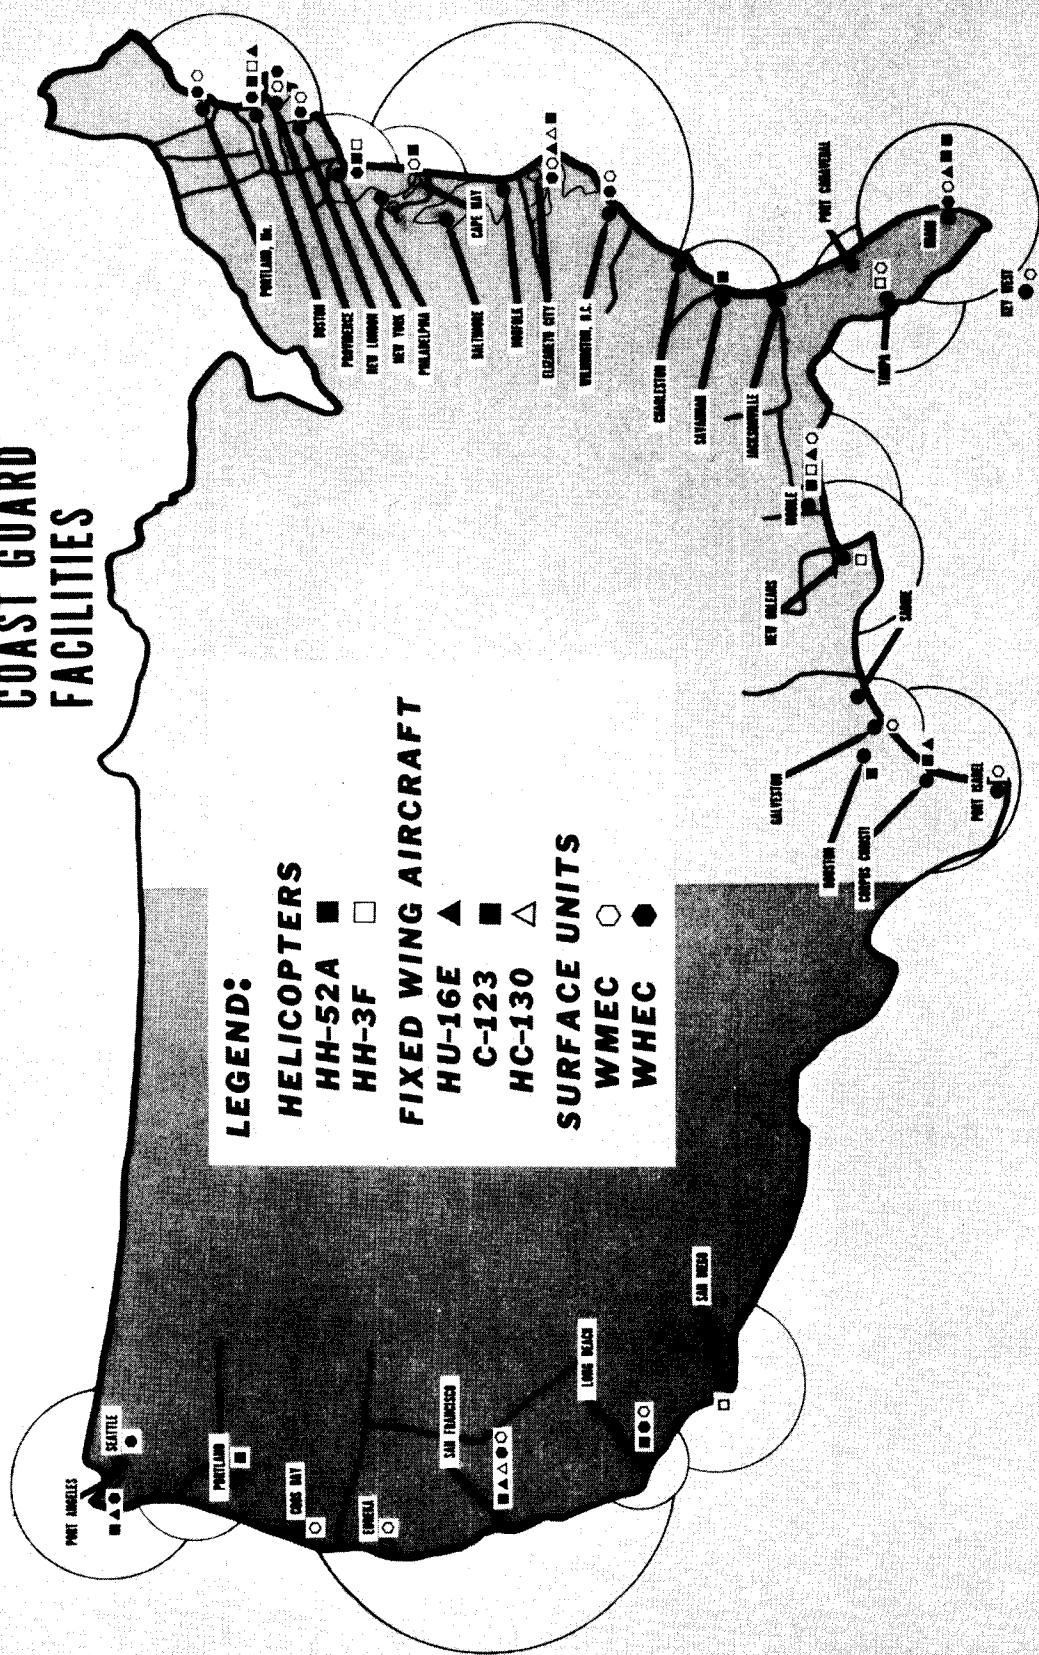 COAST GUARD
FACILITIES
LEGEND:
HELICOPTERS
HH-52A
HH-3F
FIXED WING AIRCRAFT
HU-16E
C-123
HC-130
SURFACE UNITS
WMEC
WHEC
PORT ANGELES
SEATTLE
PORTLAND
COOS BAY
EUREKA
SAN FRANCISCO
LONG BEACH
SAN DIEGO
PORTLAND, Me.
BOSTON
PROVIDENCE
NEW LONDON
NEW YORK
PHILADELPHIA
CAPE MAY
BALTIMORE
NORFOLK
ELIZABETH CITY
WILMINGTON, N.C.
CHARLESTON
SAVANNAH
JACKSONVILLE
PORT CANAVERAL
MIAMI
KEY WEST
TAMPA
MOBILE
NEW ORLEANS
SABINE
GALVESTON
HOUSTON
CORPUS CHRISTI
PORT ISABEL